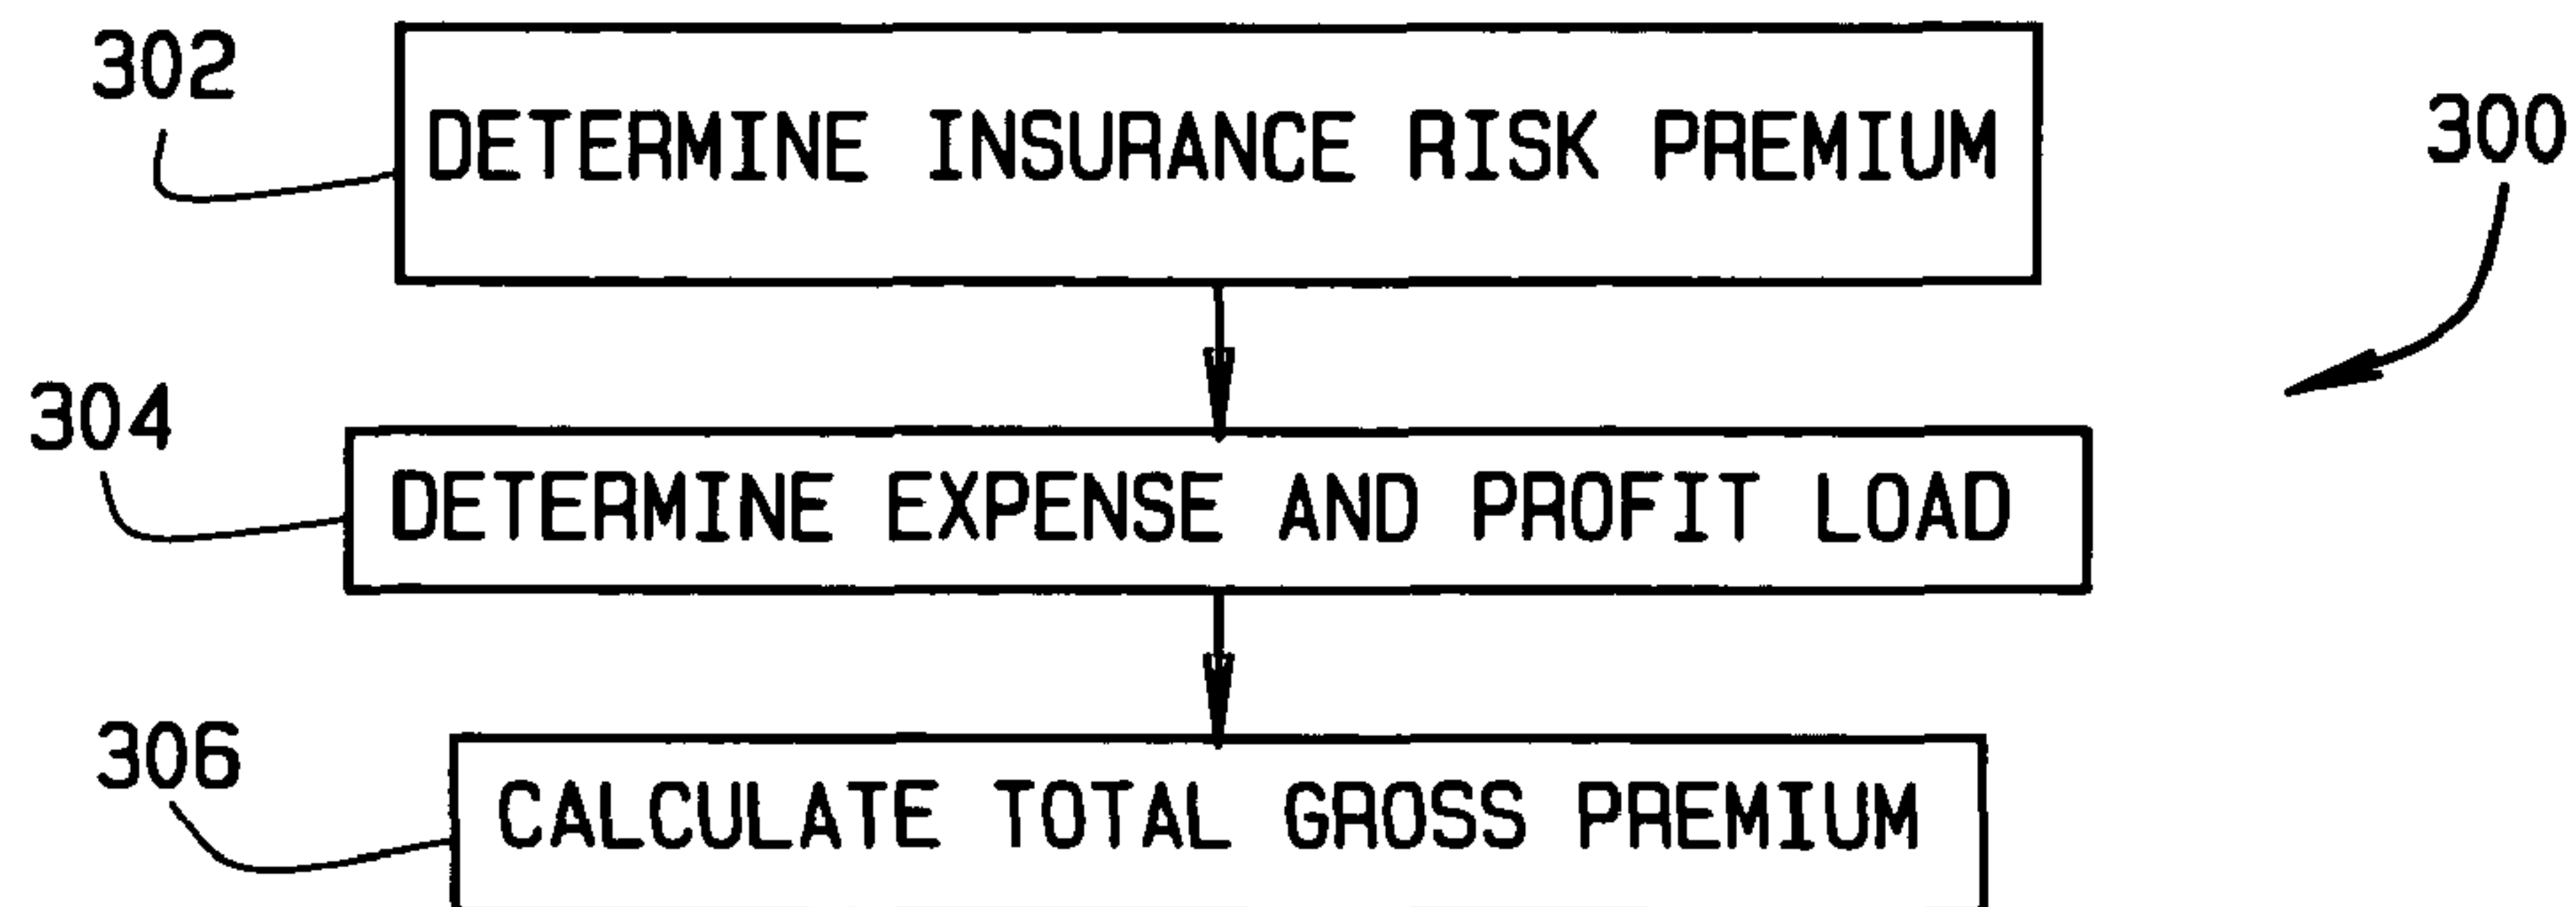 302
DETERMINE INSURANCE RISK PREMIUM
300
304
DETERMINE EXPENSE AND PROFIT LOAD
306
CALCULATE TOTAL GROSS PREMIUM